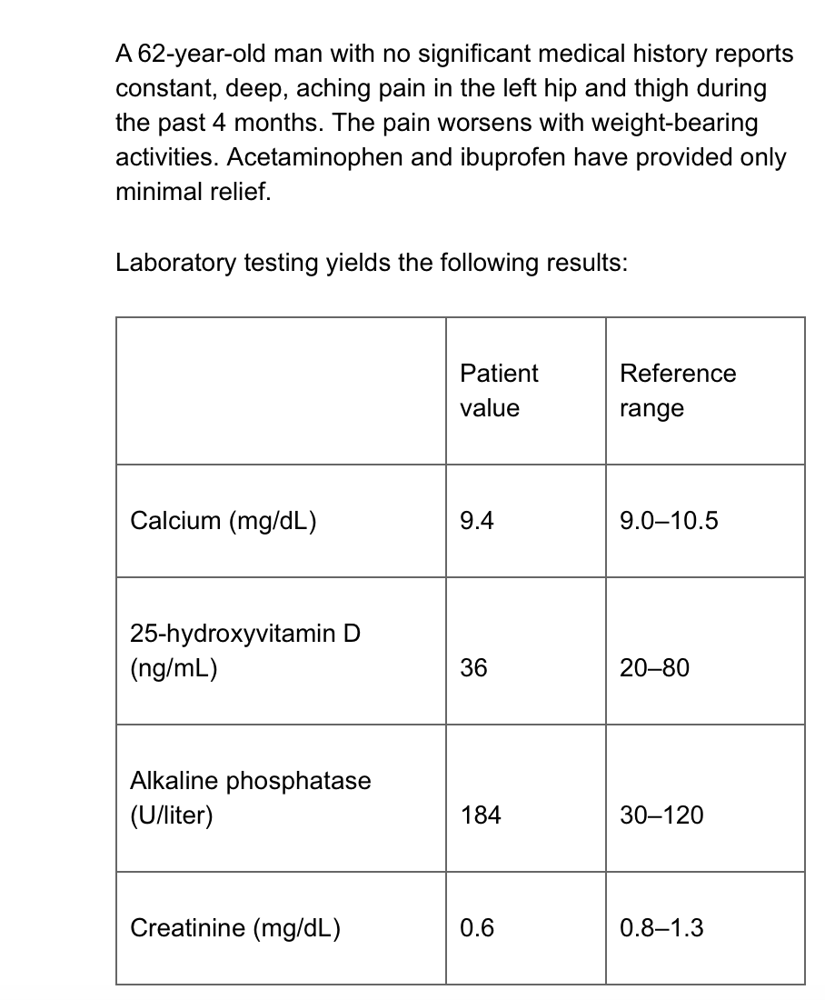 A 62-year-old man with no significant medical history reports
constant, deep, aching pain in the left hip and thigh during
the past 4 months. The pain worsens with weight-bearing
activities. Acetaminophen and ibuprofen have provided only
minimal relief.
Laboratory testing yields the following results:
Patient value Reference range
Calcium (mg/dL) 9.4 9.0–10.5
25-hydroxyvitamin D (ng/mL) 36 20–80
Alkaline phosphatase (U/liter) 184 30–120
Creatinine (mg/dL) 0.6 0.8–1.3